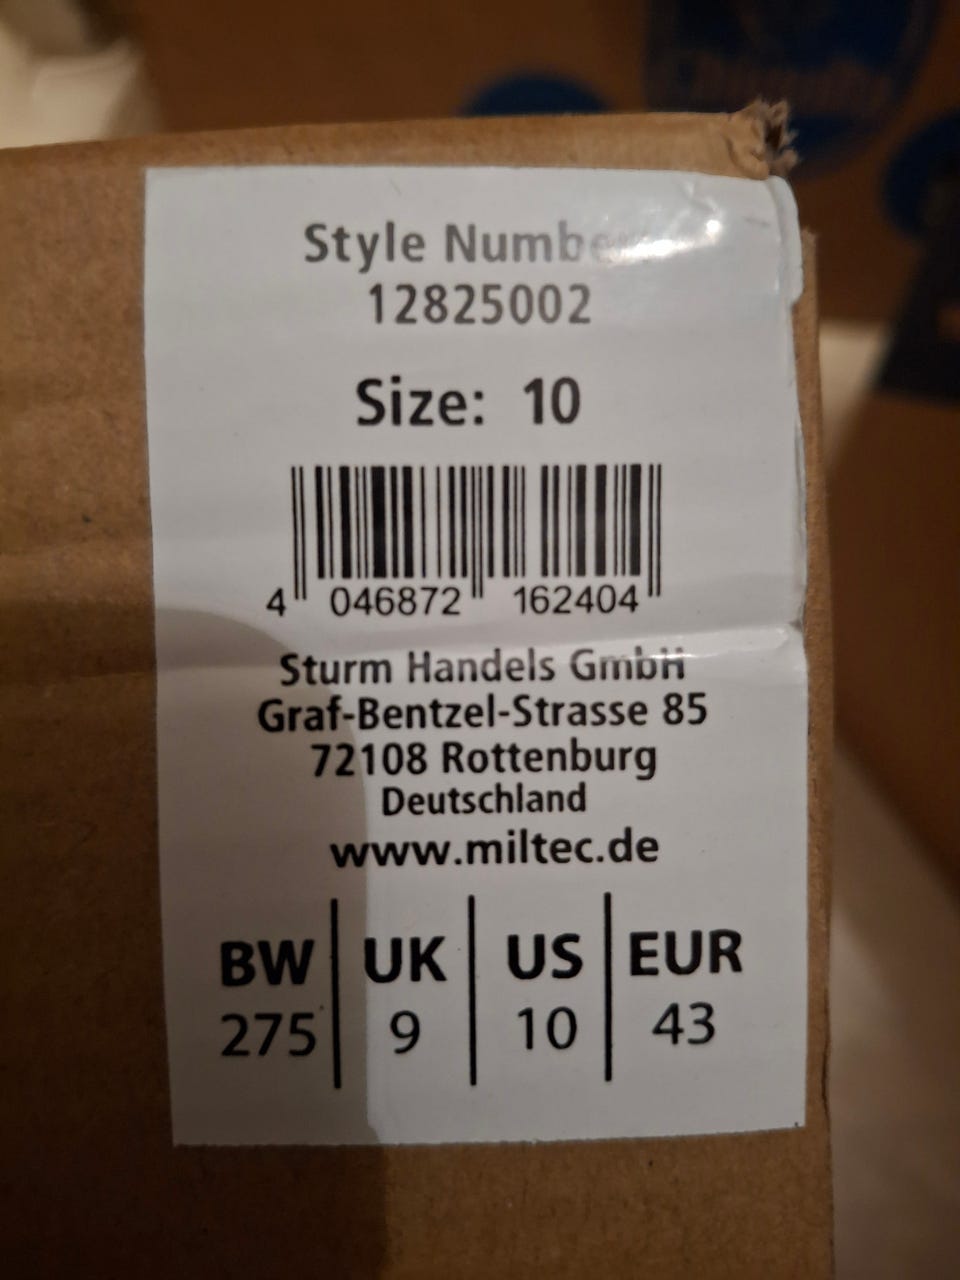 Style Number
12825002
Size: 10
4 046872 162404
Sturm Handels GmbH
Graf-Bentzel-Strasse 85
72108 Rottenburg
Deutschland
www.miltec.de
BW UK US EUR
275 9 10 43